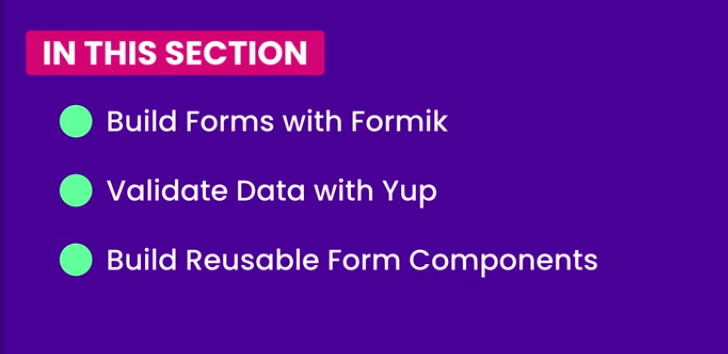 IN THIS SECTION
Build Forms with Formik
Validate Data with Yup
Build Reusable Form Components